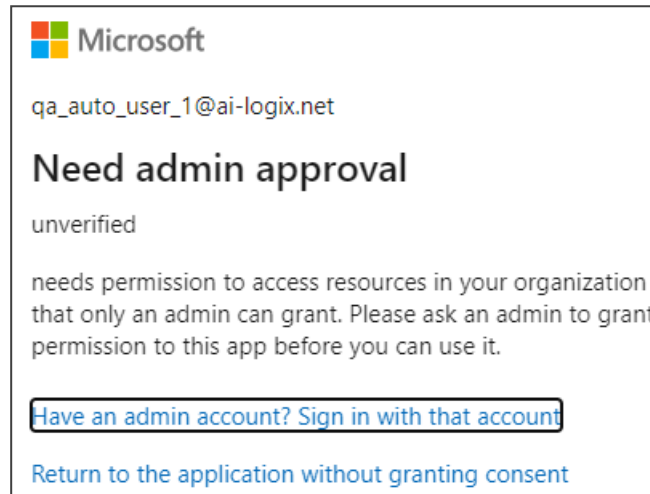 Microsoft
qa_auto_user_1@ai-logix.net
Need admin approval
unverified
needs permission to access resources in your organization
that only an admin can grant. Please ask an admin to grant
permission to this app before you can use it.
Have an admin account? Sign in with that account
Return to the application without granting consent